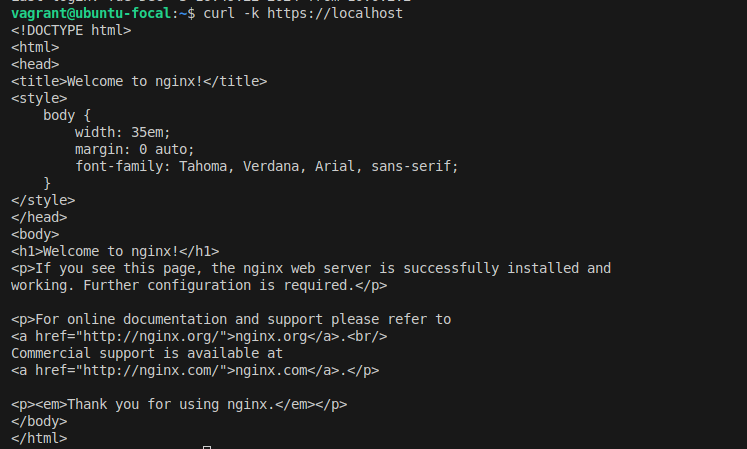 vagrant@ubuntu-focal:~$ curl -k https://localhost
<!DOCTYPE html>
<html>
<head>
<title>Welcome to nginx!</title>
<style>
    body {
        width: 35em;
        margin: 0 auto;
        font-family: Tahoma, Verdana, Arial, sans-serif;
    }
</style>
</head>
<body>
<h1>Welcome to nginx!</h1>
<p>If you see this page, the nginx web server is successfully installed and
working. Further configuration is required.</p>

<p>For online documentation and support please refer to
<a href="http://nginx.org/">nginx.org</a>.<br/>
Commercial support is available at
<a href="http://nginx.com/">nginx.com</a>.</p>

<p><em>Thank you for using nginx.</em></p>
</body>
</html>